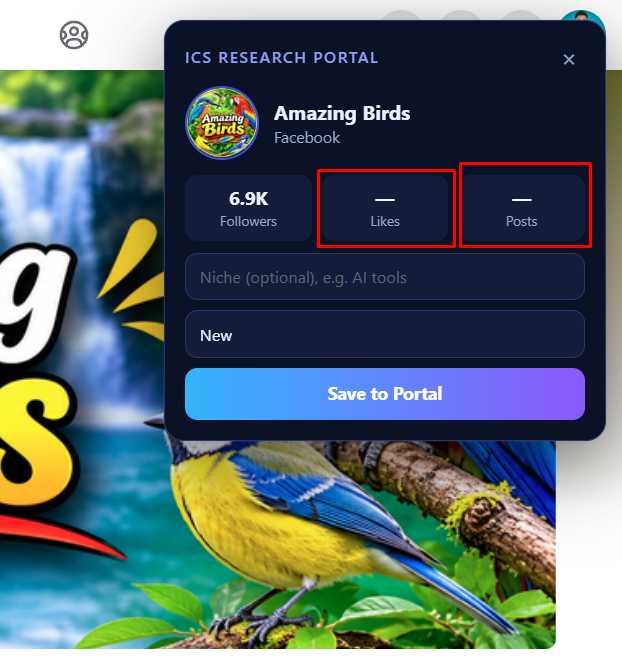 ICS RESEARCH PORTAL
×
Amazing Birds
Amazing Birds
Facebook
6.9K
Followers
—
Likes
—
Posts
Niche (optional), e.g. AI tools
New
Save to Portal
g
s